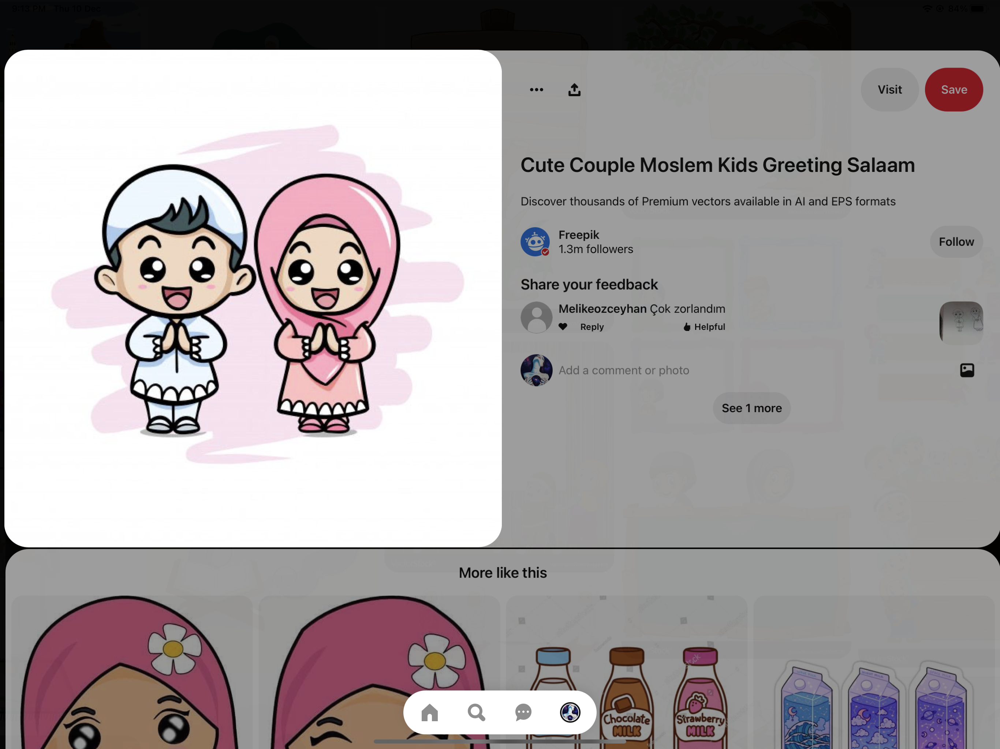 9:13 PM Thu 10 Dec
84%
Visit
Save
Cute Couple Moslem Kids Greeting Salaam
Discover thousands of Premium vectors available in AI and EPS formats
Freepik
1.3m followers
Follow
Share your feedback
Melikeozceyhan Çok zorlandım
Reply
Helpful
Add a comment or photo
See 1 more
More like this
Chocolate
MILK
Strawberry
MILK